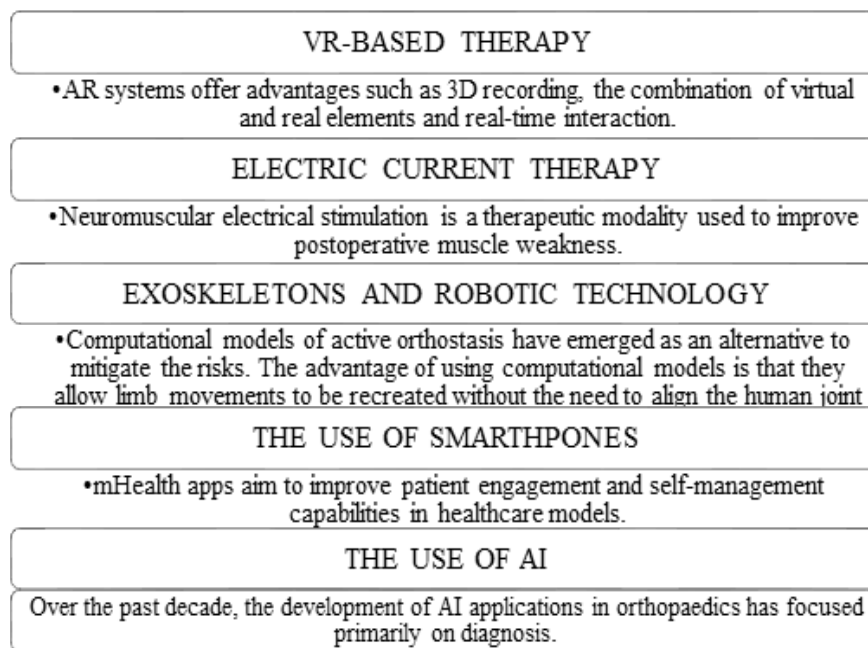 VR-BASED THERAPY
•AR systems offer advantages such as 3D recording, the combination of virtual
and real elements and real-time interaction.
ELECTRIC CURRENT THERAPY
•Neuromuscular electrical stimulation is a therapeutic modality used to improve
postoperative muscle weakness.
EXOSKELETONS AND ROBOTIC TECHNOLOGY
•Computational models of active orthostasis have emerged as an alternative to
mitigate the risks. The advantage of using computational models is that they
allow limb movements to be recreated without the need to align the human joint
THE USE OF SMARTHPONES
•mHealth apps aim to improve patient engagement and self-management
capabilities in healthcare models.
THE USE OF AI
Over the past decade, the development of AI applications in orthopaedics has focused
primarily on diagnosis.